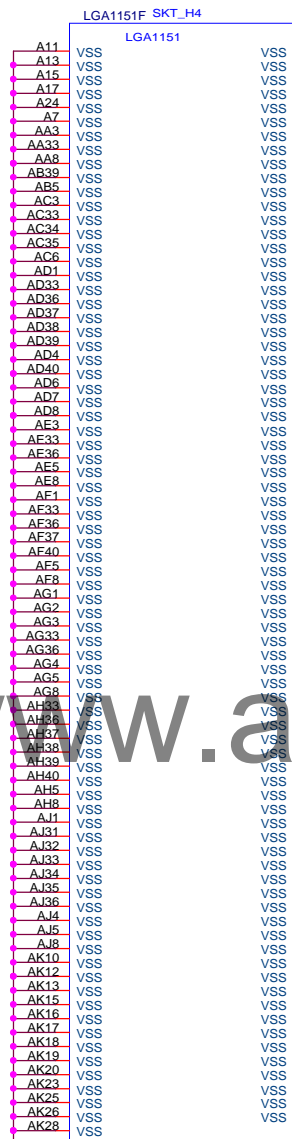 LGA1151F SKT_H4
LGA1151
A11 VSS VSS
A13 VSS VSS
A15 VSS VSS
A17 VSS VSS
A24 VSS VSS
A7 VSS VSS
AA3 VSS VSS
AA33 VSS VSS
AA8 VSS VSS
AB39 VSS VSS
AB5 VSS VSS
AC3 VSS VSS
AC33 VSS VSS
AC34 VSS VSS
AC35 VSS VSS
AC6 VSS VSS
AD1 VSS VSS
AD33 VSS VSS
AD36 VSS VSS
AD37 VSS VSS
AD38 VSS VSS
AD39 VSS VSS
AD4 VSS VSS
AD40 VSS VSS
AD6 VSS VSS
AD7 VSS VSS
AD8 VSS VSS
AE3 VSS VSS
AE33 VSS VSS
AE36 VSS VSS
AE5 VSS VSS
AE8 VSS VSS
AF1 VSS VSS
AF33 VSS VSS
AF36 VSS VSS
AF37 VSS VSS
AF40 VSS VSS
AF5 VSS VSS
AF8 VSS VSS
AG1 VSS VSS
AG2 VSS VSS
AG3 VSS VSS
AG33 VSS VSS
AG36 VSS VSS
AG4 VSS VSS
AG5 VSS VSS
AG8 VSS VSS
AH33 VSS VSS
AH36 VSS VSS
AH37 VSS VSS
AH38 VSS VSS
AH39 VSS VSS
AH40 VSS VSS
AH5 VSS VSS
AH8 VSS VSS
AJ1 VSS VSS
AJ31 VSS VSS
AJ32 VSS VSS
AJ33 VSS VSS
AJ34 VSS VSS
AJ35 VSS VSS
AJ36 VSS VSS
AJ4 VSS VSS
AJ5 VSS VSS
AJ8 VSS VSS
AK10 VSS VSS
AK12 VSS VSS
AK13 VSS VSS
AK15 VSS VSS
AK16 VSS VSS
AK17 VSS VSS
AK18 VSS VSS
AK19 VSS VSS
AK20 VSS VSS
AK23 VSS VSS
AK25 VSS VSS
AK26 VSS VSS
AK28 VSS